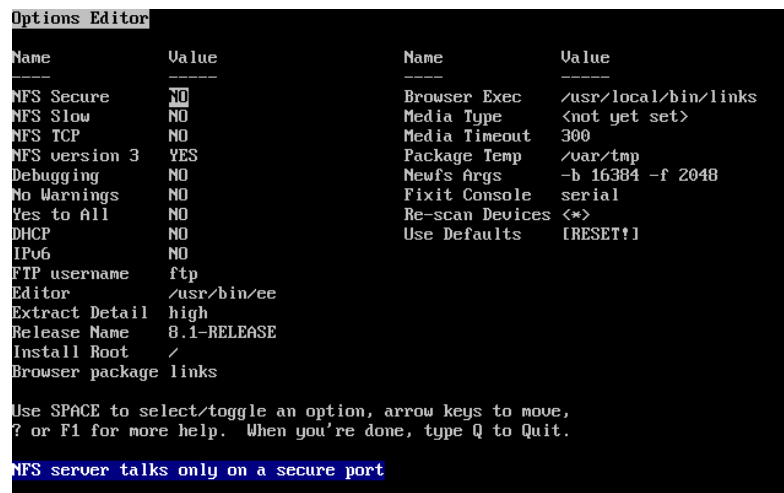 Options Editor
Name Value Name Value
---- ----- ---- -----
NFS Secure NO Browser Exec /usr/local/bin/links
NFS Slow NO Media Type <not yet set>
NFS TCP NO Media Timeout 300
NFS version 3 YES Package Temp /var/tmp
Debugging NO Newfs Args -b 16384 -f 2048
No Warnings NO Fixit Console serial
Yes to All NO Re-scan Devices <*>
DHCP NO Use Defaults [RESET!]
IPv6 NO
FTP username ftp
Editor /usr/bin/ee
Extract Detail high
Release Name 8.1-RELEASE
Install Root /
Browser package links
Use SPACE to select/toggle an option, arrow keys to move,
? or F1 for more help. When you're done, type Q to Quit.
NFS server talks only on a secure port